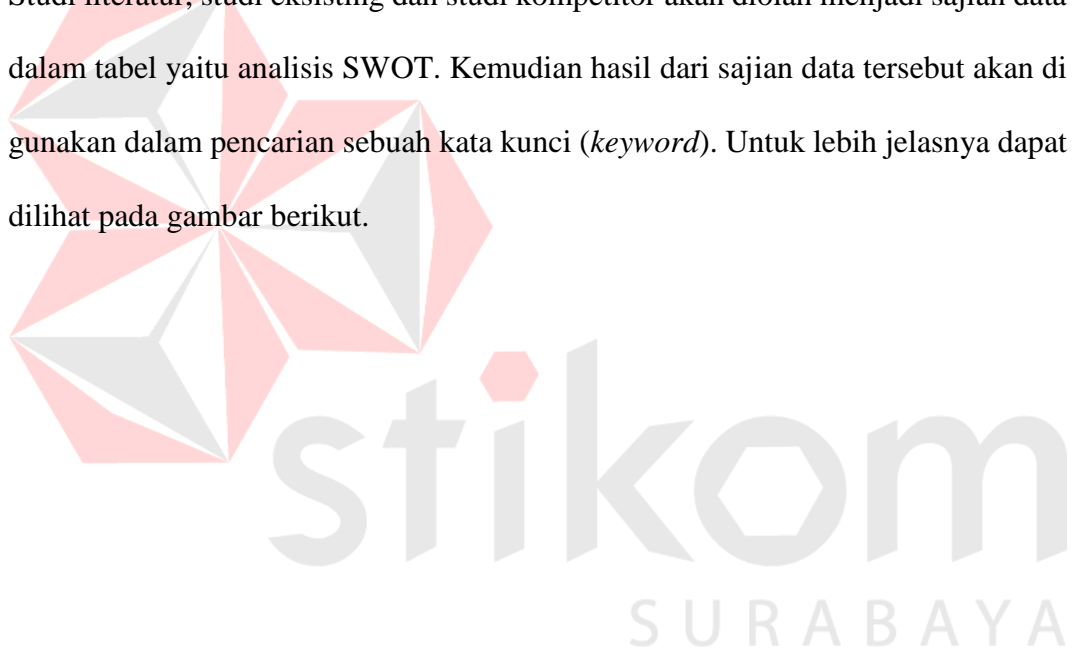 Studi literatur, studi eksisting dan studi kompetitor akan diolah menjadi sajian data
dalam tabel yaitu analisis SWOT. Kemudian hasil dari sajian data tersebut akan di
gunakan dalam pencarian sebuah kata kunci (keyword). Untuk lebih jelasnya dapat
dilihat pada gambar berikut.
stikom
SURABAYA